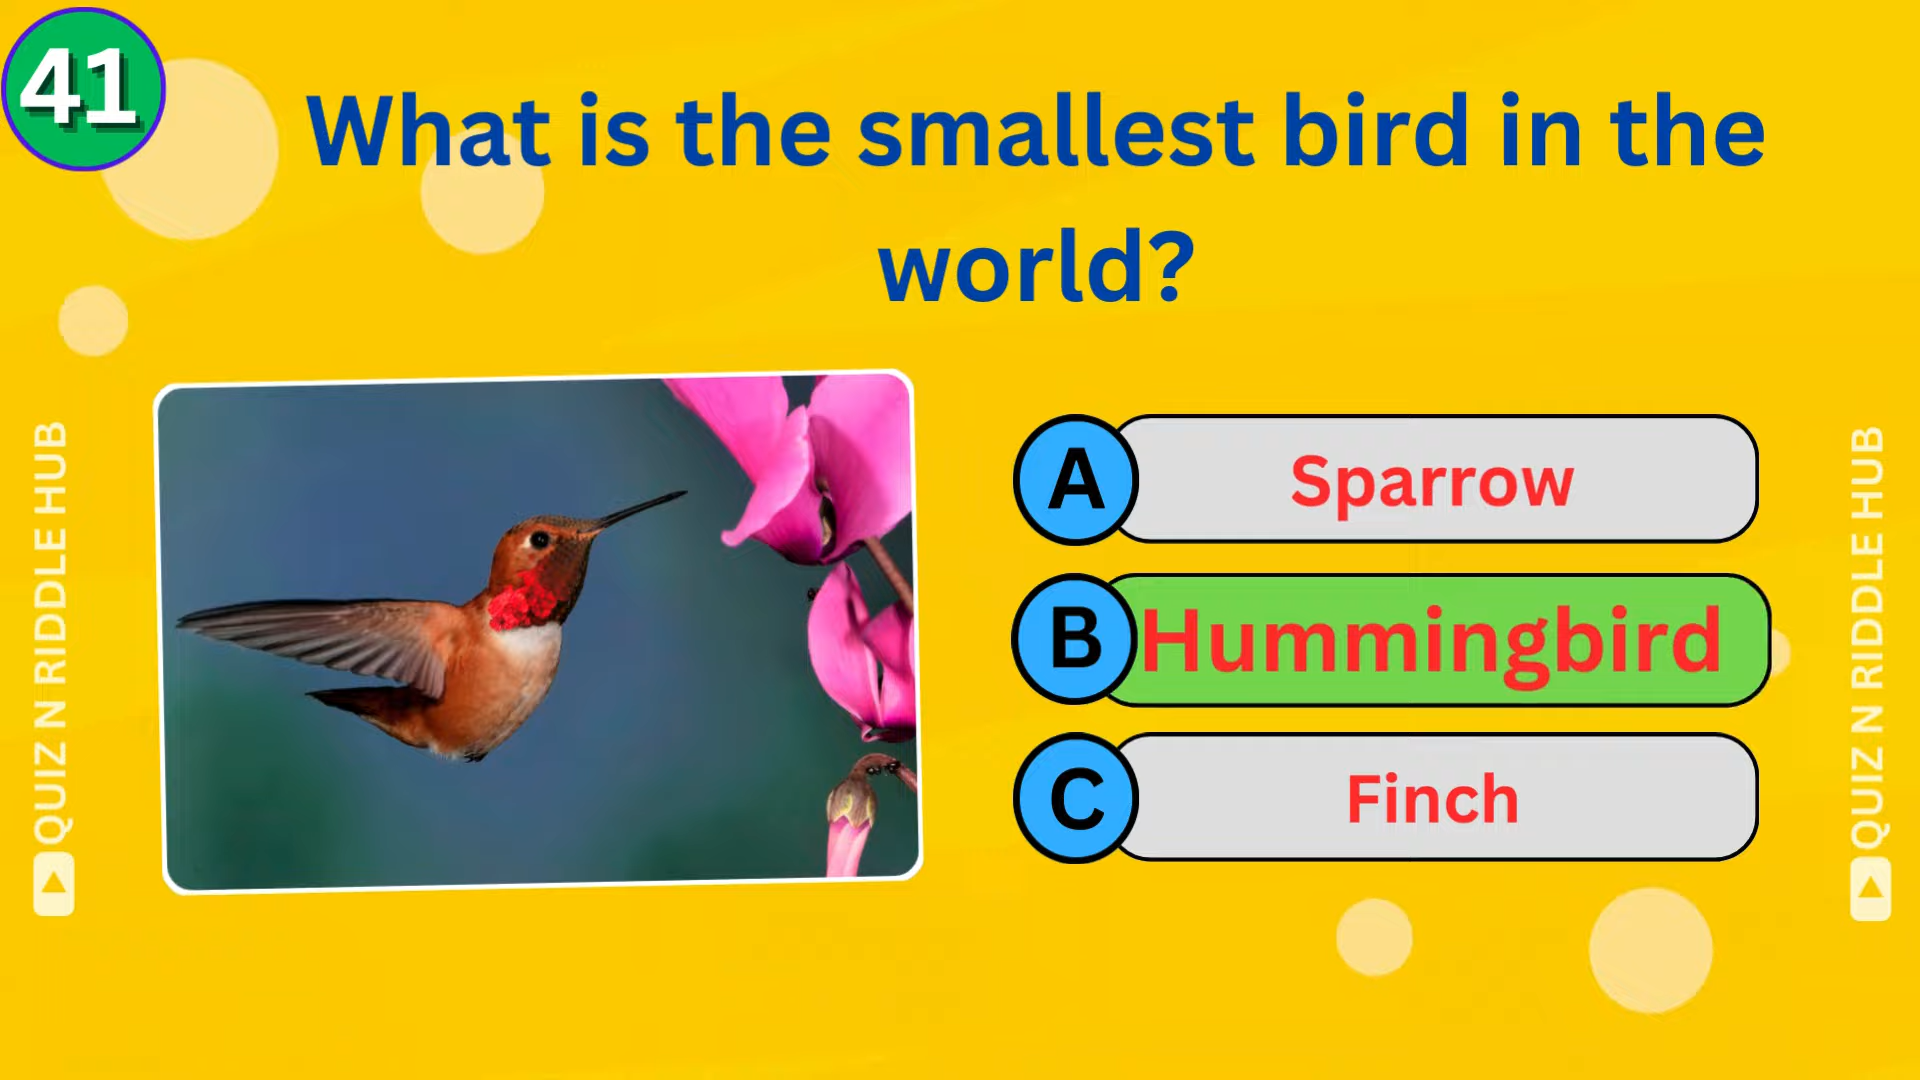 41
What is the smallest bird in the
world?
A Sparrow
B Hummingbird
C Finch
QUIZ N RIDDLE HUB
QUIZ N RIDDLE HUB